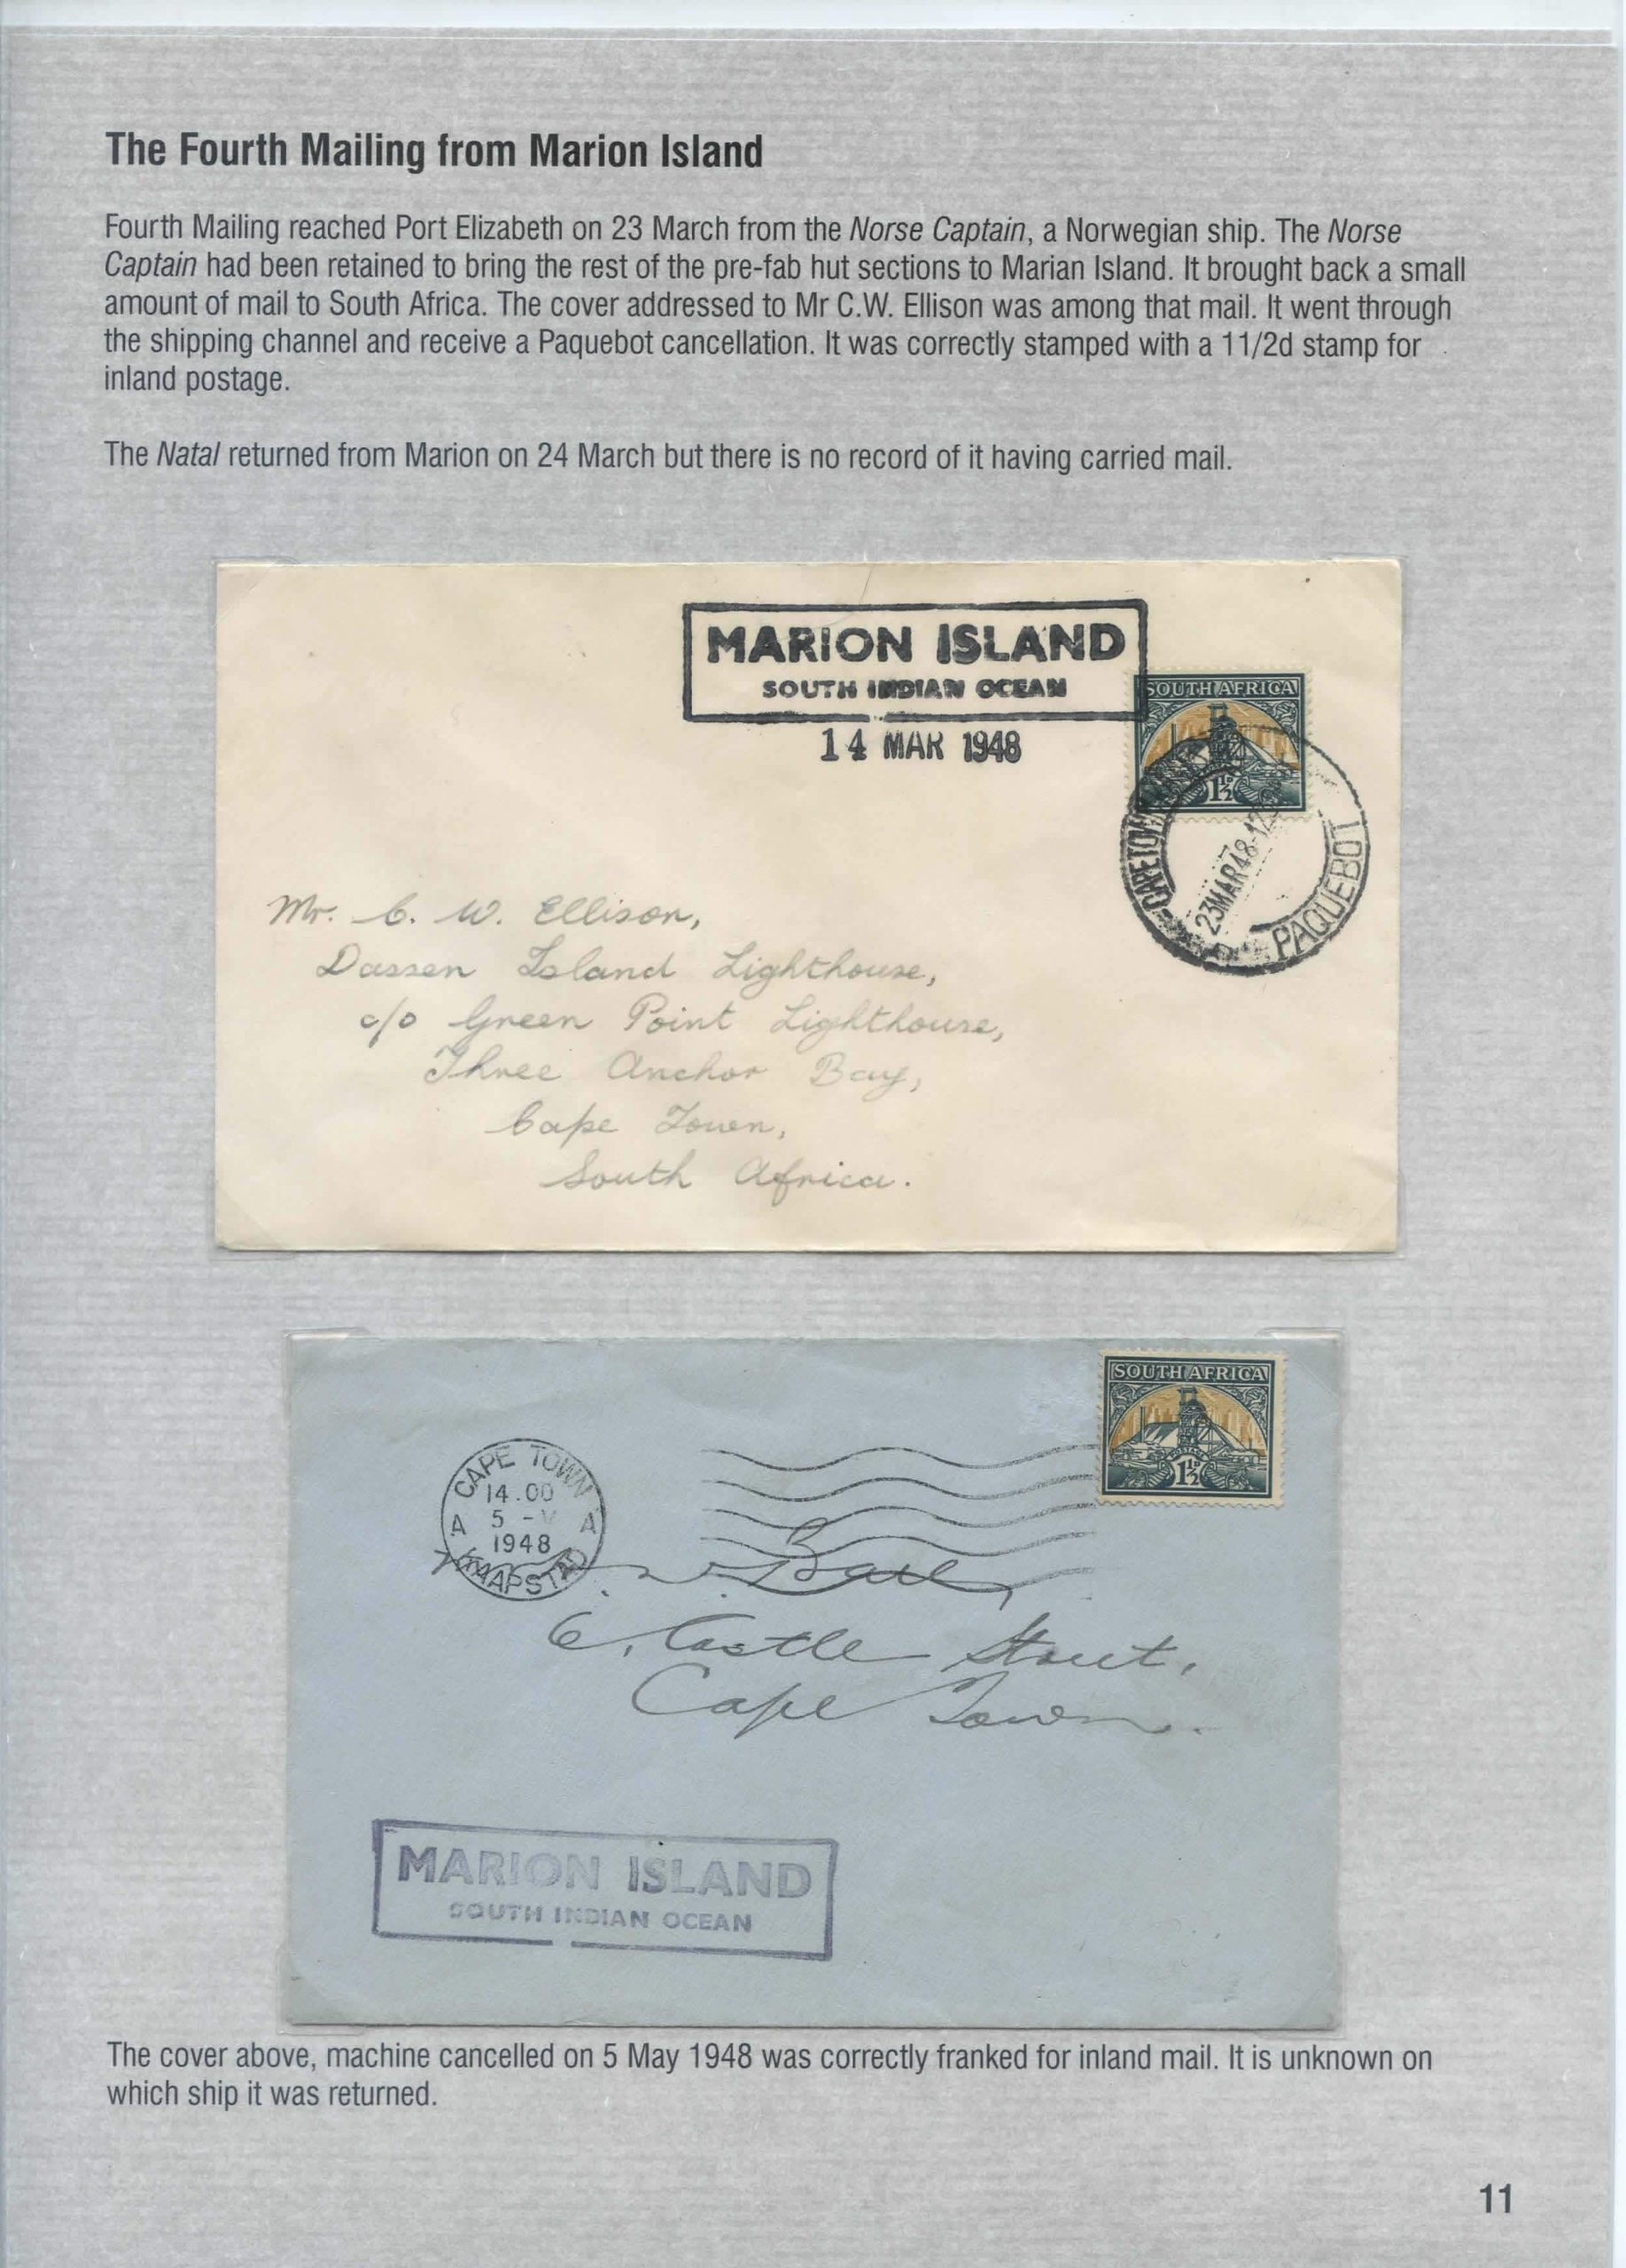 The Fourth Mailing from Marion Island
Fourth Mailing reached Port Elizabeth on 23 March from the Norse Captain, a Norwegian ship. The Norse
Captain had been retained to bring the rest of the pre-fab hut sections to Marian Island. It brought back a small
amount of mail to South Africa. The cover addressed to Mr C.W. Ellison was among that mail. It went through
the shipping channel and receive a Paquebot cancellation. It was correctly stamped with a 11/2d stamp for
inland postage.
The Natal returned from Marion on 24 March but there is no record of it having carried mail.
MARION ISLAND
SOUTH INDIAN OCEAN
14 MAR 1948
SOUTH AFRICA
1½D
23MAR48
PAQUEBOT
Mr. C. W. Ellison,
Dassen Island Lighthouse,
c/o Green Point Lighthouse,
Three Anchor Bay,
Cape Town,
South Africa.
SOUTH AFRICA
1½D
CAPE TOWN
14.00
A 5 -V A
1948
KAAPSTAD
6, Castle Street,
Cape Town.
MARION ISLAND
SOUTH INDIAN OCEAN
The cover above, machine cancelled on 5 May 1948 was correctly franked for inland mail. It is unknown on
which ship it was returned.
11